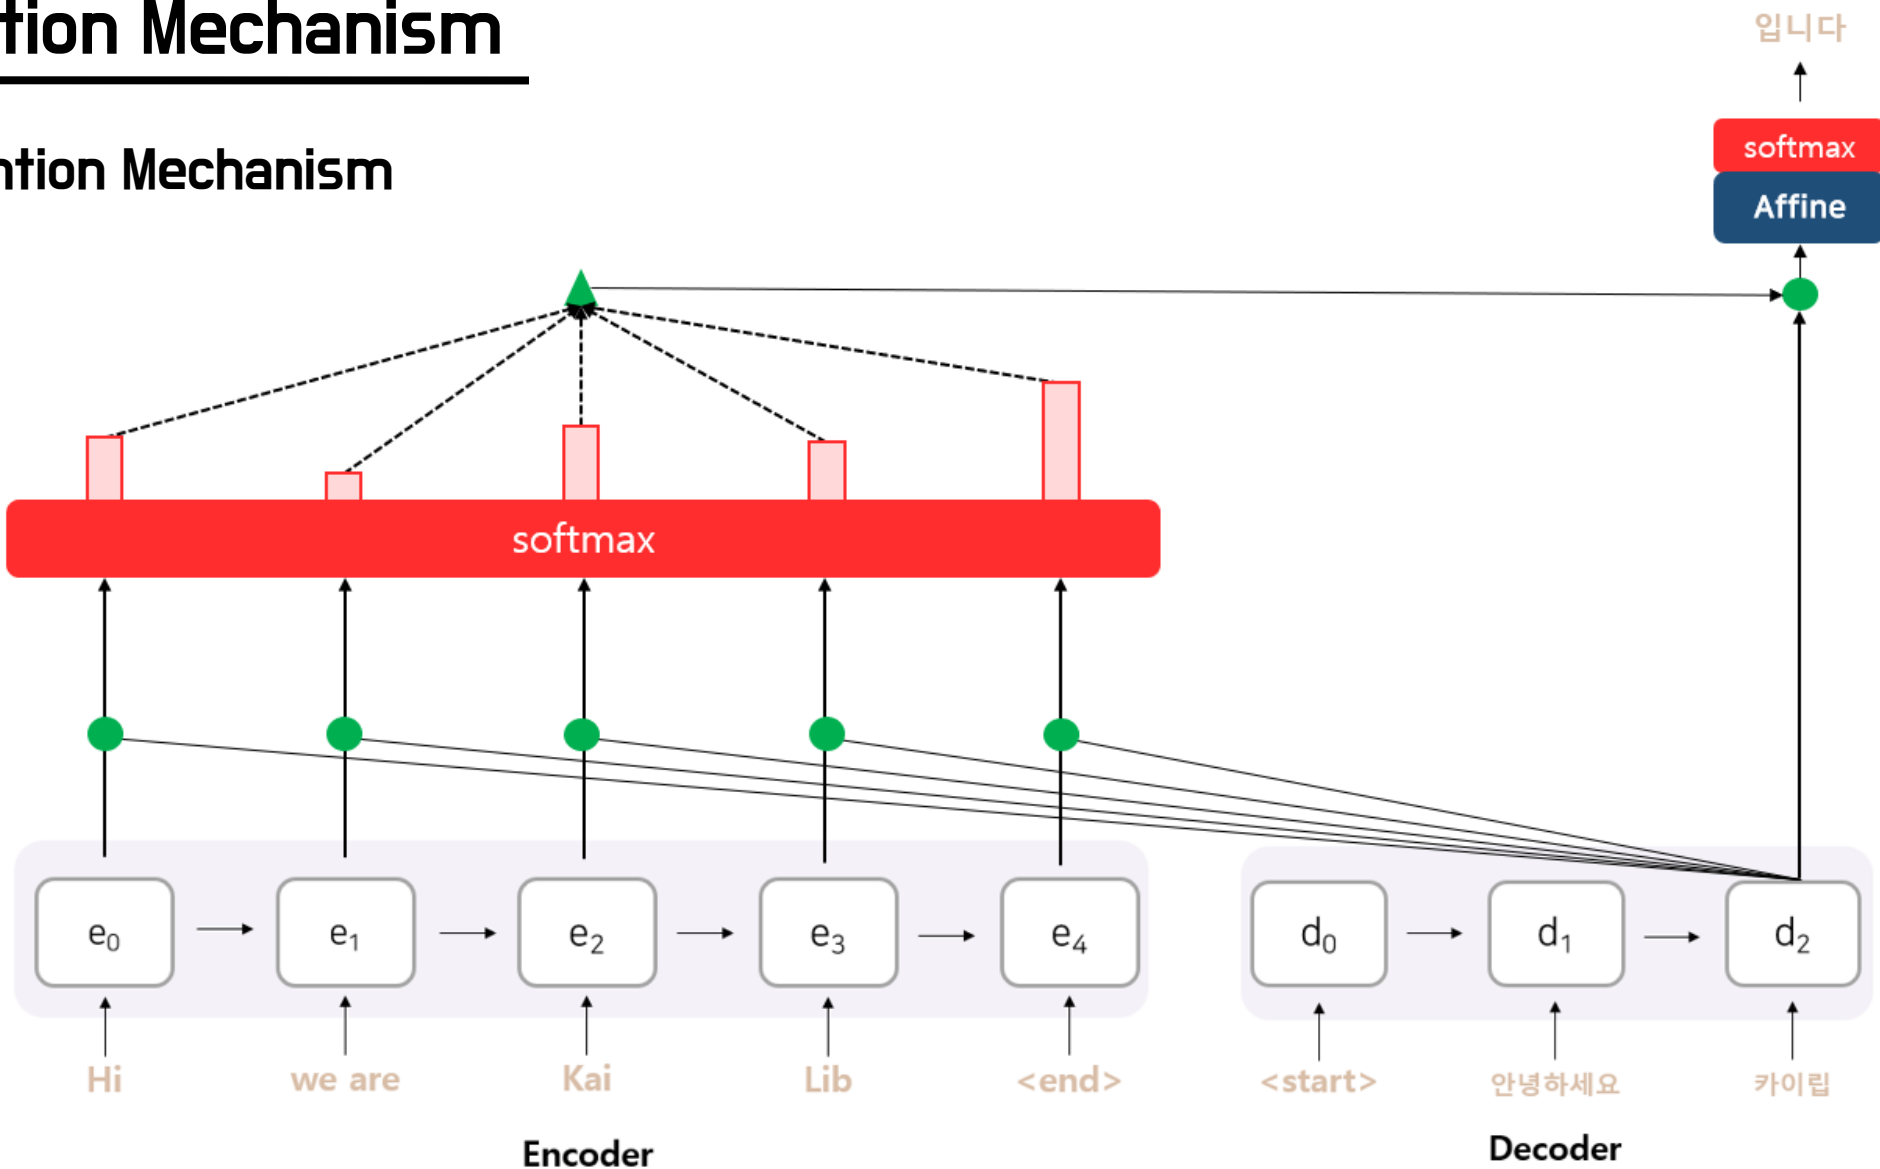 tion Mechanism
ntion Mechanism
입니다
softmax
Affine
softmax
e0 e1 e2 e3 e4 d0 d1 d2
Hi we are Kai Lib <end> <start> 안녕하세요 카이립
Encoder Decoder